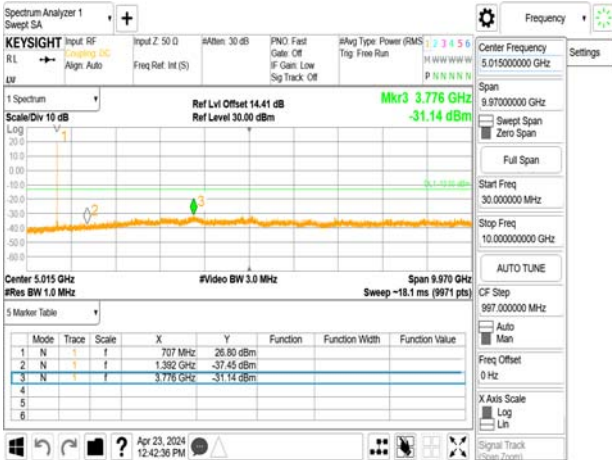 Spectrum Analyzer 1
Swept SA
+
Frequency
Settings
KEYSIGHT
RL
Input: RF
Coupling: DC
Align: Auto
Input Z: 50 Ω
Freq Ref: Int (S)
#Atten: 30 dB
PNO: Fast
Gate: Off
IF Gain: Low
Sig Track: Off
#Avg Type: Power (RMS
Trig: Free Run
1 2 3 4 5 6
M W W W W W
P N N N N N
1 Spectrum
Scale/Div 10 dB
Log
Ref Lvl Offset 14.41 dB
Ref Level 30.00 dBm
Mkr3 3.776 GHz
-31.14 dBm
20.0
10.0
0.00
-10.0
-20.0
-30.0
-40.0
-50.0
-60.0
1
2
3
Center 5.015 GHz
#Res BW 1.0 MHz
#Video BW 3.0 MHz
Span 9.970 GHz
Sweep ~18.1 ms (9971 pts)
5 Marker Table
Mode Trace Scale X Y Function Function Width Function Value
1 N 1 f 707 MHz 26.80 dBm
2 N 1 f 1.392 GHz -37.45 dBm
3 N 1 f 3.776 GHz -31.14 dBm
4
5
6
Center Frequency
5.015000000 GHz
Span
9.97000000 GHz
Swept Span
Zero Span
Full Span
Start Freq
30.000000 MHz
Stop Freq
10.000000000 GHz
AUTO TUNE
CF Step
997.000000 MHz
Auto
Man
Freq Offset
0 Hz
X Axis Scale
Log
Lin
Signal Track
(Span Zoom)
?
Apr 23, 2024
12:42:36 PM